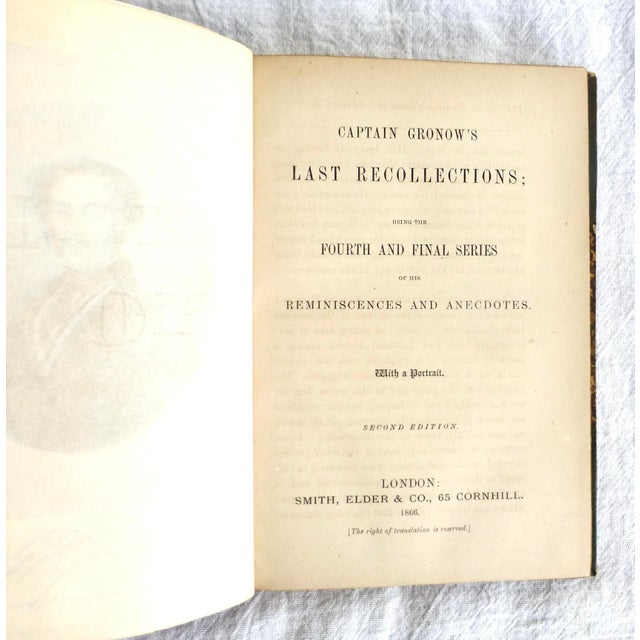 CAPTAIN GRONOW'S
LAST RECOLLECTIONS;
BEING THE
FOURTH AND FINAL SERIES
OF HIS
REMINISCENCES AND ANECDOTES.
With a Portrait.
SECOND EDITION.
LONDON:
SMITH, ELDER & CO., 65 CORNHILL.
1866.
[The right of translation is reserved.]